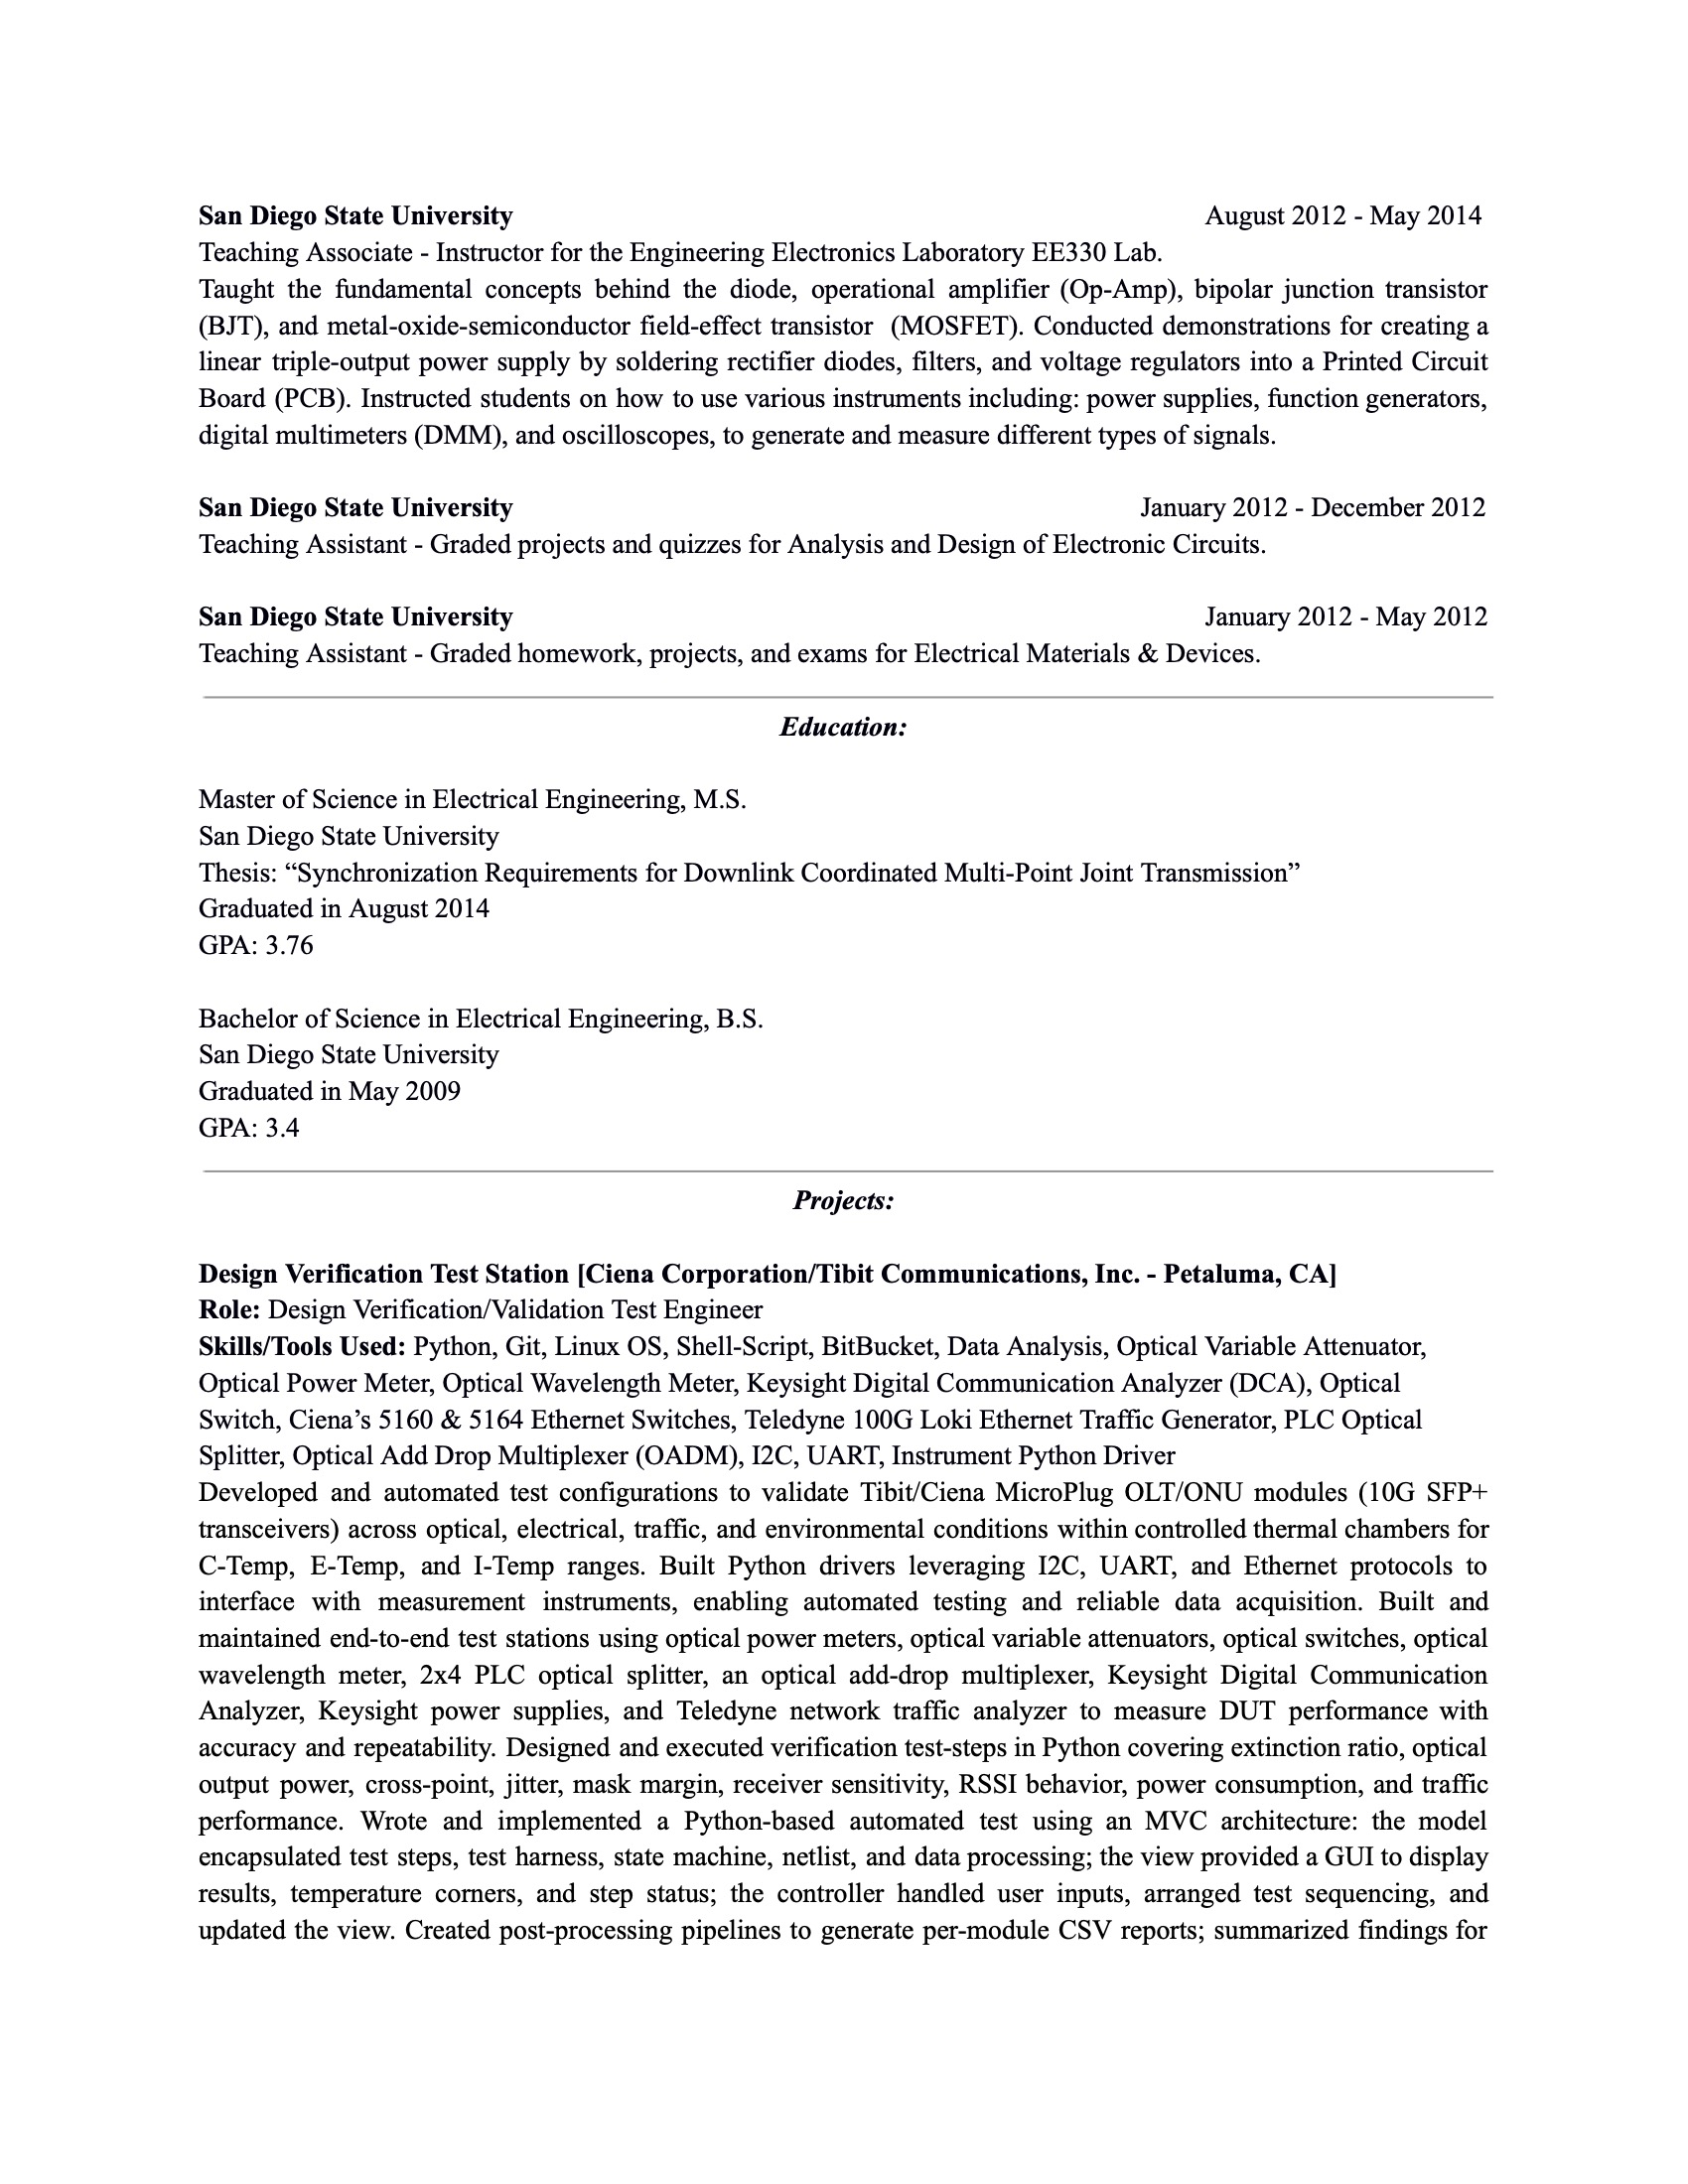 San Diego State University August 2012 - May 2014
Teaching Associate - Instructor for the Engineering Electronics Laboratory EE330 Lab.
Taught the fundamental concepts behind the diode, operational amplifier (Op-Amp), bipolar junction transistor
(BJT), and metal-oxide-semiconductor field-effect transistor (MOSFET). Conducted demonstrations for creating a
linear triple-output power supply by soldering rectifier diodes, filters, and voltage regulators into a Printed Circuit
Board (PCB). Instructed students on how to use various instruments including: power supplies, function generators,
digital multimeters (DMM), and oscilloscopes, to generate and measure different types of signals.
San Diego State University January 2012 - December 2012
Teaching Assistant - Graded projects and quizzes for Analysis and Design of Electronic Circuits.
San Diego State University January 2012 - May 2012
Teaching Assistant - Graded homework, projects, and exams for Electrical Materials & Devices.
Education:
Master of Science in Electrical Engineering, M.S.
San Diego State University
Thesis: “Synchronization Requirements for Downlink Coordinated Multi-Point Joint Transmission”
Graduated in August 2014
GPA: 3.76
Bachelor of Science in Electrical Engineering, B.S.
San Diego State University
Graduated in May 2009
GPA: 3.4
Projects:
Design Verification Test Station [Ciena Corporation/Tibit Communications, Inc. - Petaluma, CA]
Role: Design Verification/Validation Test Engineer
Skills/Tools Used: Python, Git, Linux OS, Shell-Script, BitBucket, Data Analysis, Optical Variable Attenuator,
Optical Power Meter, Optical Wavelength Meter, Keysight Digital Communication Analyzer (DCA), Optical
Switch, Ciena’s 5160 & 5164 Ethernet Switches, Teledyne 100G Loki Ethernet Traffic Generator, PLC Optical
Splitter, Optical Add Drop Multiplexer (OADM), I2C, UART, Instrument Python Driver
Developed and automated test configurations to validate Tibit/Ciena MicroPlug OLT/ONU modules (10G SFP+
transceivers) across optical, electrical, traffic, and environmental conditions within controlled thermal chambers for
C-Temp, E-Temp, and I-Temp ranges. Built Python drivers leveraging I2C, UART, and Ethernet protocols to
interface with measurement instruments, enabling automated testing and reliable data acquisition. Built and
maintained end-to-end test stations using optical power meters, optical variable attenuators, optical switches, optical
wavelength meter, 2x4 PLC optical splitter, an optical add-drop multiplexer, Keysight Digital Communication
Analyzer, Keysight power supplies, and Teledyne network traffic analyzer to measure DUT performance with
accuracy and repeatability. Designed and executed verification test-steps in Python covering extinction ratio, optical
output power, cross-point, jitter, mask margin, receiver sensitivity, RSSI behavior, power consumption, and traffic
performance. Wrote and implemented a Python-based automated test using an MVC architecture: the model
encapsulated test steps, test harness, state machine, netlist, and data processing; the view provided a GUI to display
results, temperature corners, and step status; the controller handled user inputs, arranged test sequencing, and
updated the view. Created post-processing pipelines to generate per-module CSV reports; summarized findings for